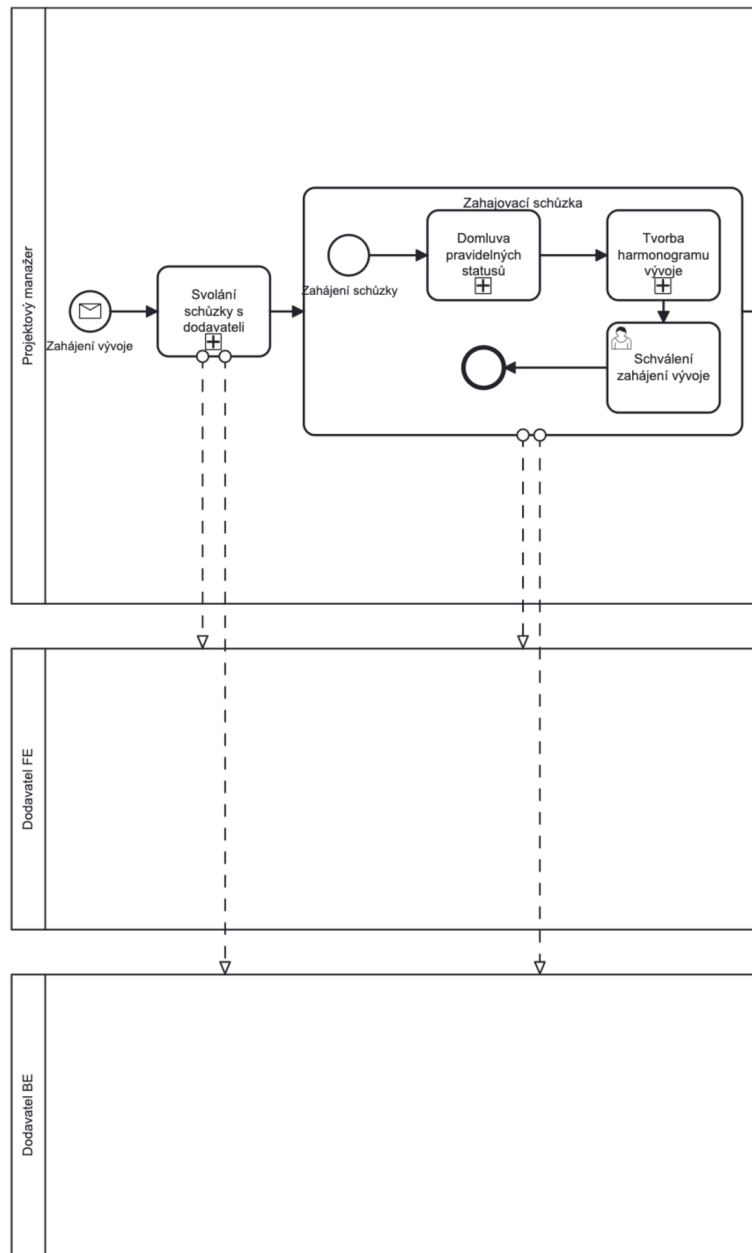 Projektový manažer
Zahájení vývoje
Svolání
schůzky s
dodavateli
Zahajovací schůzka
Zahájení schůzky
Domluva
pravidelných
statusů
Tvorba
harmonogramu
vývoje
Schválení
zahájení vývoje
Dodavatel FE
Dodavatel BE